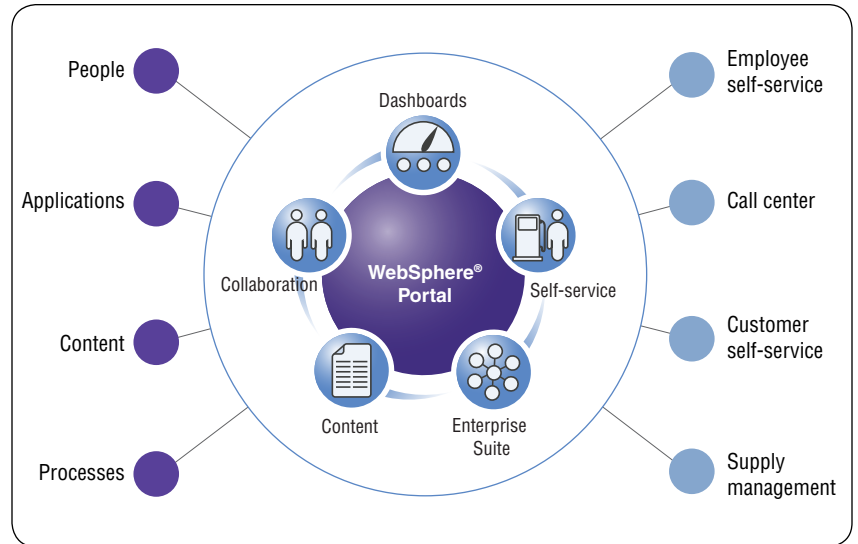 People
Applications
Content
Processes
Dashboards
Collaboration
WebSphere®
Portal
Self-service
Content
Enterprise
Suite
Employee
self-service
Call center
Customer
self-service
Supply
management